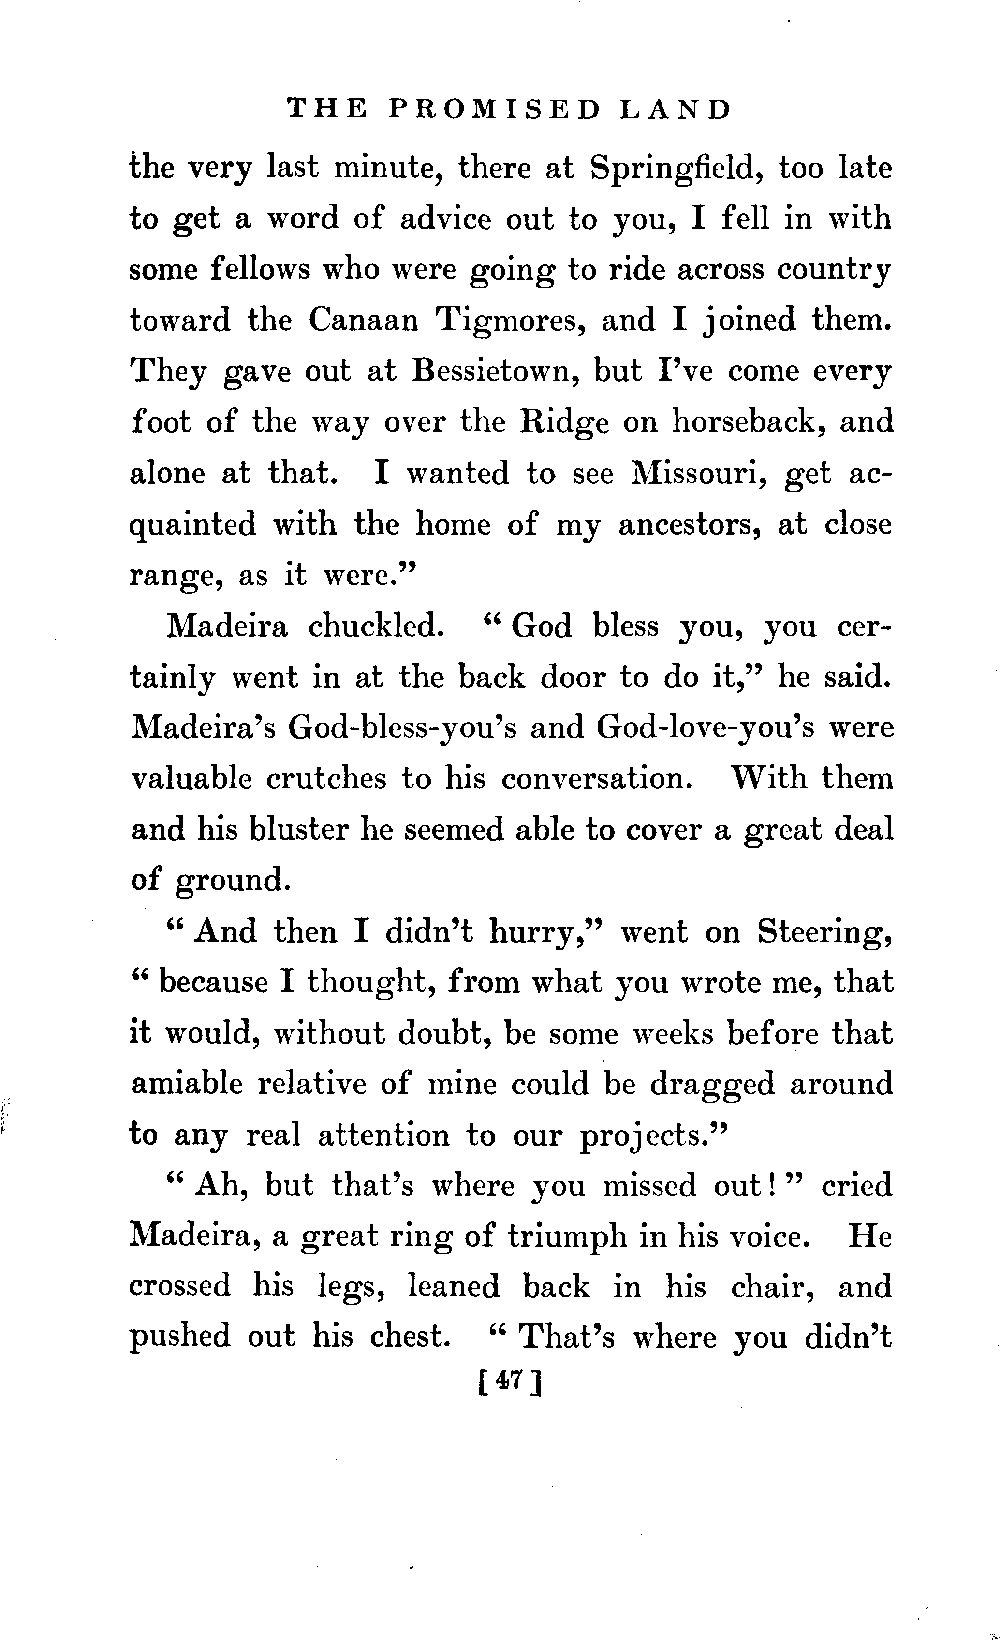 THE PROMISED LAND
the very last minute, there at Springfield, too late
to get a word of advice out to you, I fell in with
some fellows who were going to ride across country
toward the Canaan Tigmores, and I joined them.
They gave out at Bessietown, but I've come every
foot of the way over the Ridge on horseback, and
alone at that. I wanted to see Missouri, get ac-
quainted with the home of my ancestors, at close
range, as it were."
Madeira chuckled. "God bless you, you cer-
tainly went in at the back door to do it," he said.
Madeira's God-bless-you's and God-love-you's were
valuable crutches to his conversation. With them
and his bluster he seemed able to cover a great deal
of ground.
"And then I didn't hurry," went on Steering,
"because I thought, from what you wrote me, that
it would, without doubt, be some weeks before that
amiable relative of mine could be dragged around
to any real attention to our projects."
"Ah, but that's where you missed out!" cried
Madeira, a great ring of triumph in his voice. He
crossed his legs, leaned back in his chair, and
pushed out his chest. "That's where you didn't
[47]